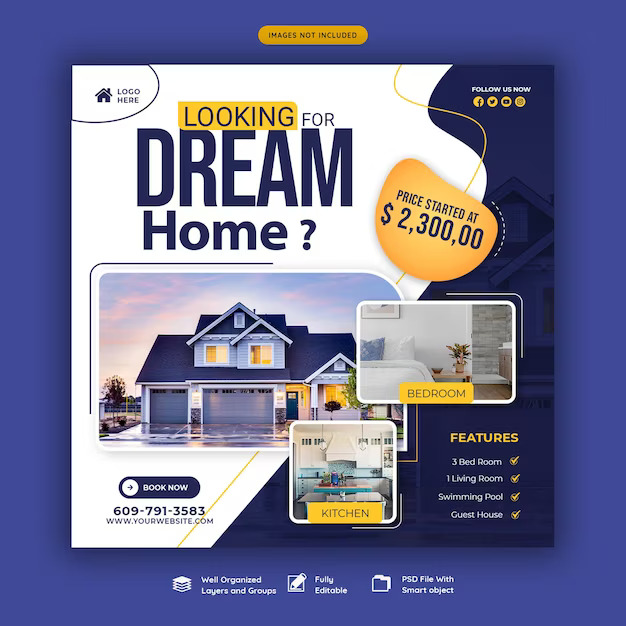 IMAGES NOT INCLUDED
LOGO
HERE
FOLLOW US NOW
LOOKING FOR
DREAM
Home ?
PRICE STARTED AT
$ 2,300,00
BEDROOM
KITCHEN
FEATURES
3 Bed Room
1 Living Room
Swimming Pool
Guest House
BOOK NOW
609-791-3583
WWW.YOURWEBSITE.COM
Well Organized
Layers and Groups
Fully
Editable
PSD File With
Smart object